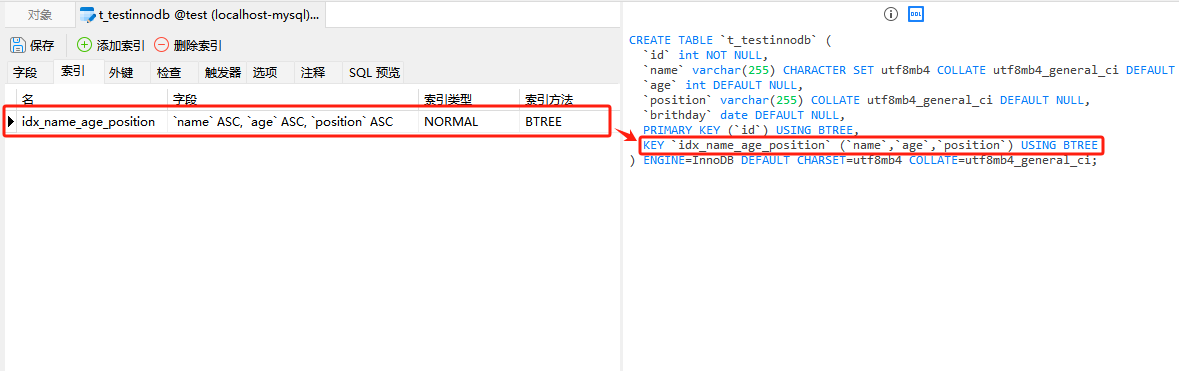 对象
t_testinnodb @test (localhost-mysql)...
保存
添加索引
删除索引
字段 索引 外键 检查 触发器 选项 注释 SQL 预览
名 字段 索引类型 索引方法
idx_name_age_position `name` ASC, `age` ASC, `position` ASC NORMAL BTREE
DDL
CREATE TABLE `t_testinnodb` (
`id` int NOT NULL,
`name` varchar(255) CHARACTER SET utf8mb4 COLLATE utf8mb4_general_ci DEFAULT
`age` int DEFAULT NULL,
`position` varchar(255) COLLATE utf8mb4_general_ci DEFAULT NULL,
`brithday` date DEFAULT NULL,
PRIMARY KEY (`id`) USING BTREE,
KEY `idx_name_age_position` (`name`,`age`,`position`) USING BTREE
) ENGINE=InnoDB DEFAULT CHARSET=utf8mb4 COLLATE=utf8mb4_general_ci;